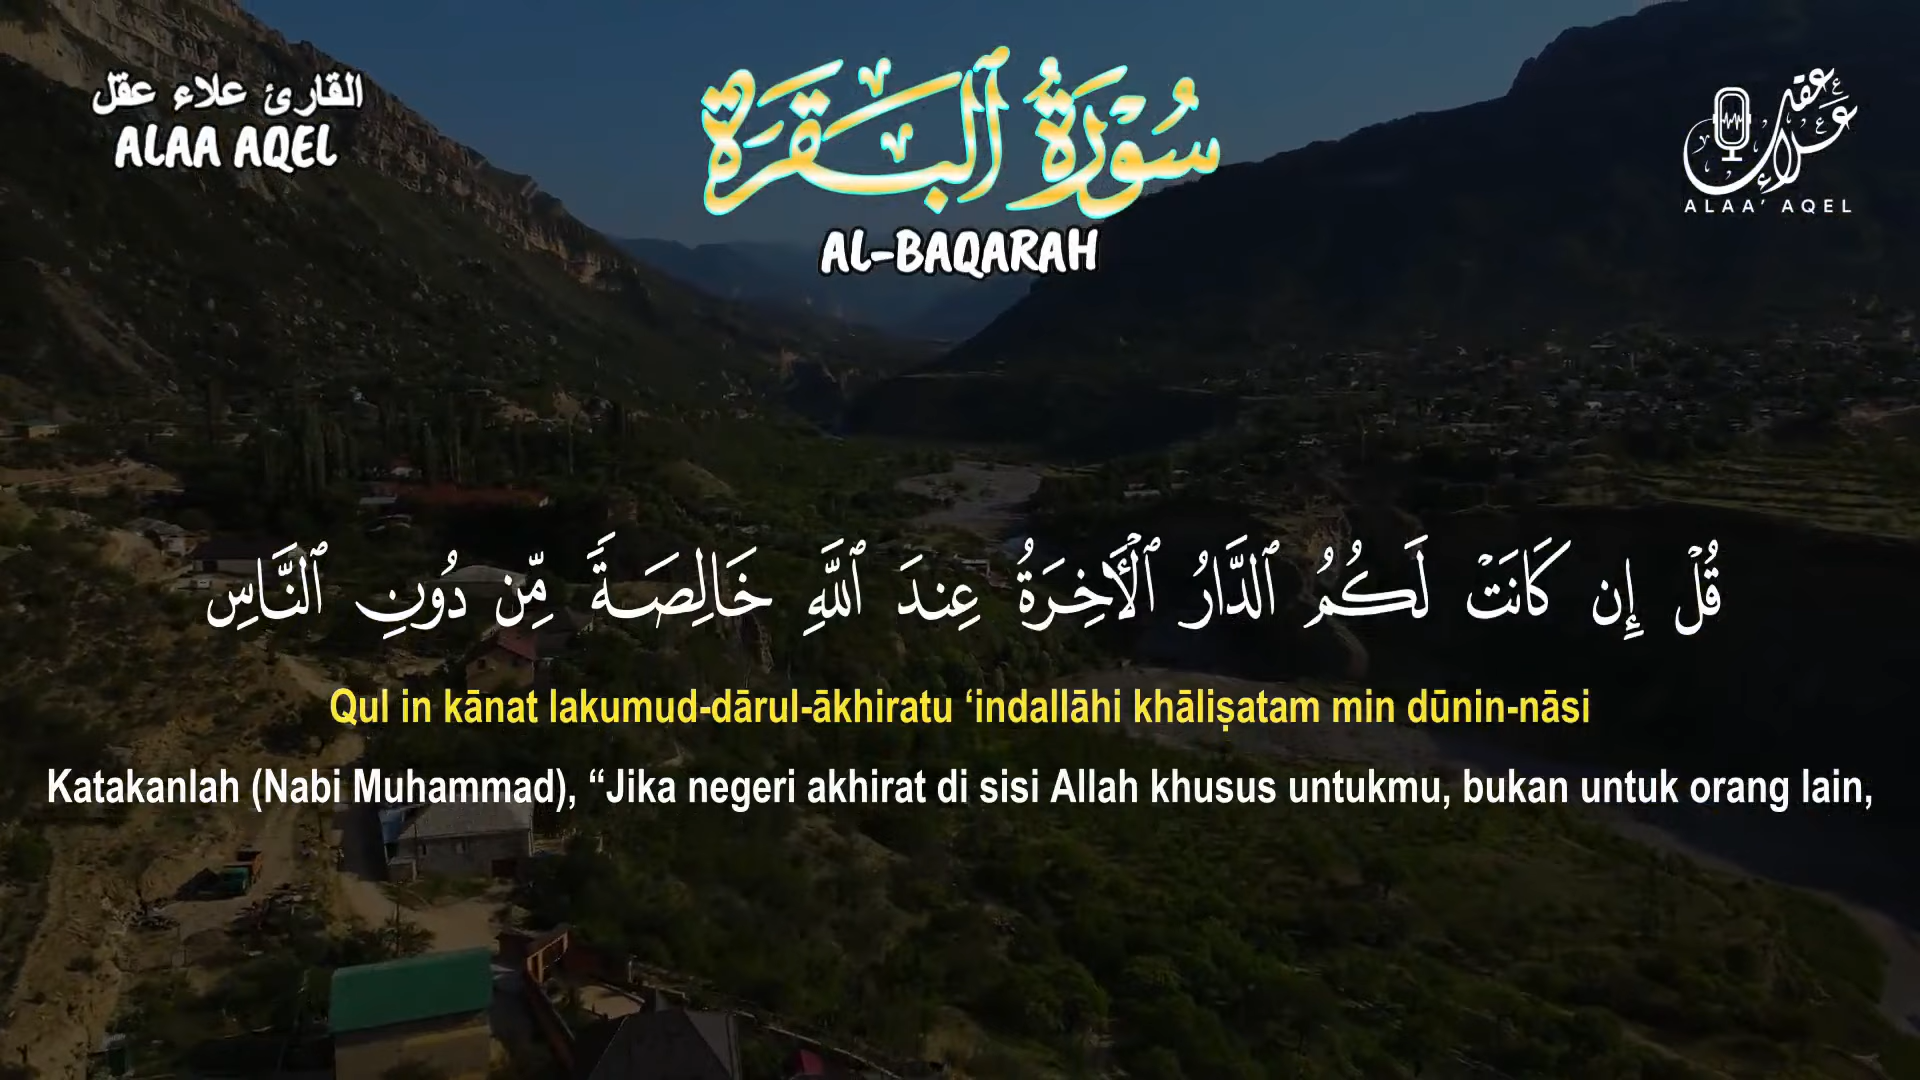 القارئ علاء عقل
ALAA AQEL
سُورَةُ ٱلْبَقَرَةِ
AL-BAQARAH
علاء عقل
ALAA' AQEL
قُلْ إِن كَانَتْ لَكُمُ ٱلدَّارُ ٱلْأَخِرَةُ عِندَ ٱللَّهِ خَالِصَةً مِّن دُونِ ٱلنَّاسِ
Qul in kānat lakumud-dārul-ākhiratu ‘indallāhi khāliṣatam min dūnin-nāsi
Katakanlah (Nabi Muhammad), “Jika negeri akhirat di sisi Allah khusus untukmu, bukan untuk orang lain,